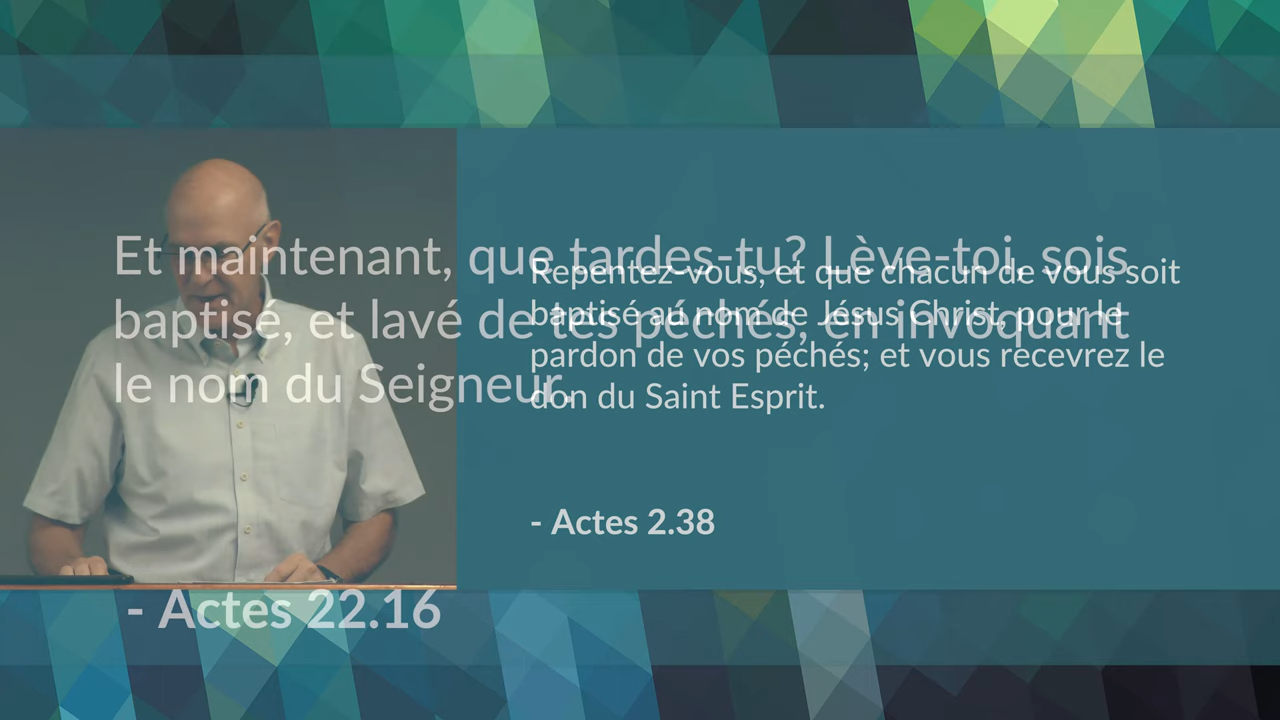 Et maintenant, que tardes-tu? Lève-toi, sois
baptisé, et lavé de tes péchés, en invoquant
le nom du Seigneur.
- Actes 22.16
Repentez-vous, et que chacun de vous soit
baptisé au nom de Jésus Christ, pour le
pardon de vos péchés; et vous recevrez le
don du Saint Esprit.
- Actes 2.38